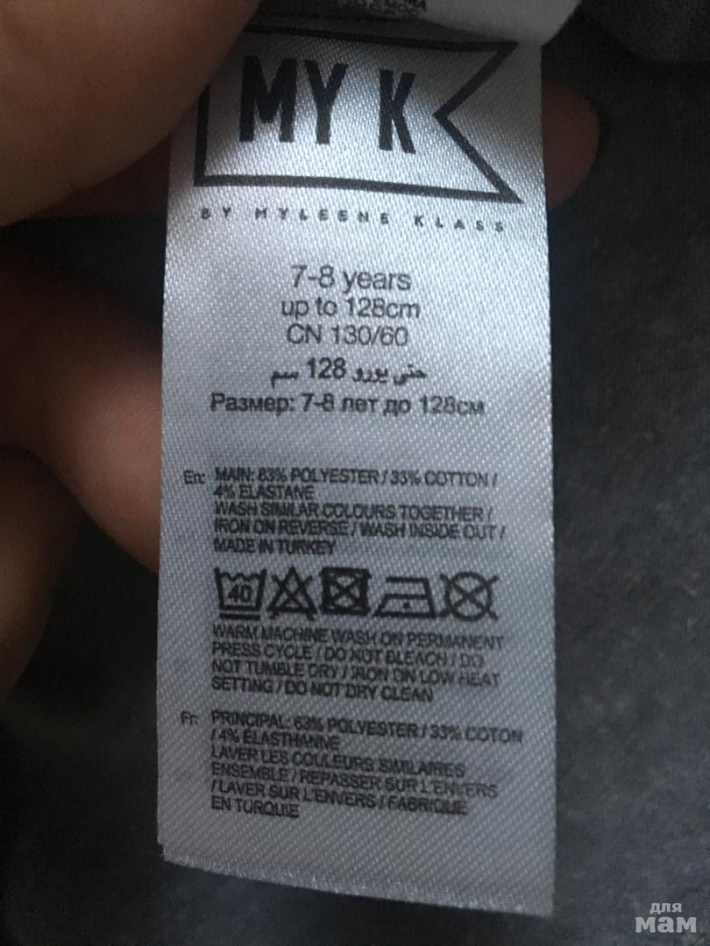 MY K
BY MYLEENE KLASS
7-8 years
up to 128cm
CN 130/60
حتى يورو 128 سم
Размер: 7-8 лет до 128см
En: MAIN: 63% POLYESTER / 33% COTTON /
4% ELASTANE
WASH SIMILAR COLOURS TOGETHER /
IRON ON REVERSE / WASH INSIDE OUT /
MADE IN TURKEY
40
WARM MACHINE WASH ON PERMANENT
PRESS CYCLE / DO NOT BLEACH / DO
NOT TUMBLE DRY / IRON ON LOW HEAT
SETTING / DO NOT DRY CLEAN
Fr: PRINCIPAL: 63% POLYESTER / 33% COTON
/ 4% ELASTHANNE
LAVER LES COULEURS SIMILAIRES
ENSEMBLE / REPASSER SUR L'ENVERS
/ LAVER SUR L'ENVERS / FABRIQUE
EN TURQUIE
для
мам